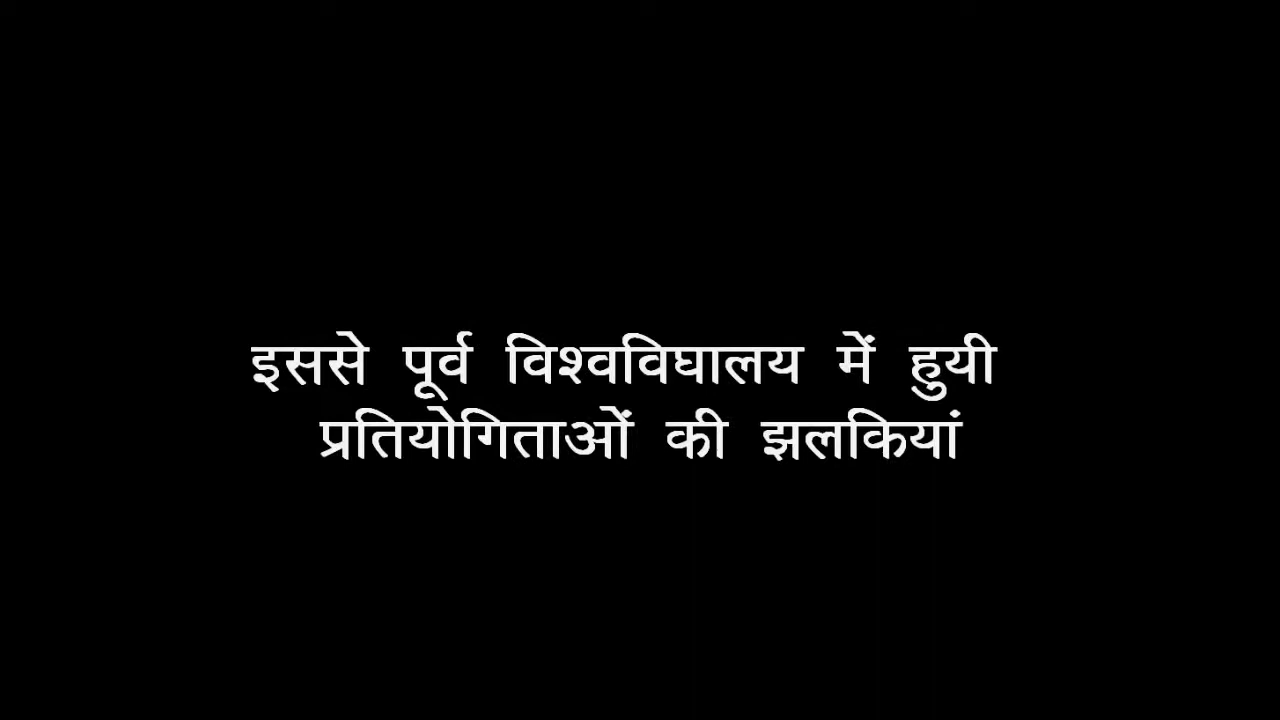 इससे पूर्व विश्वविघालय में हुयी
प्रतियोगिताओं की झलकियां